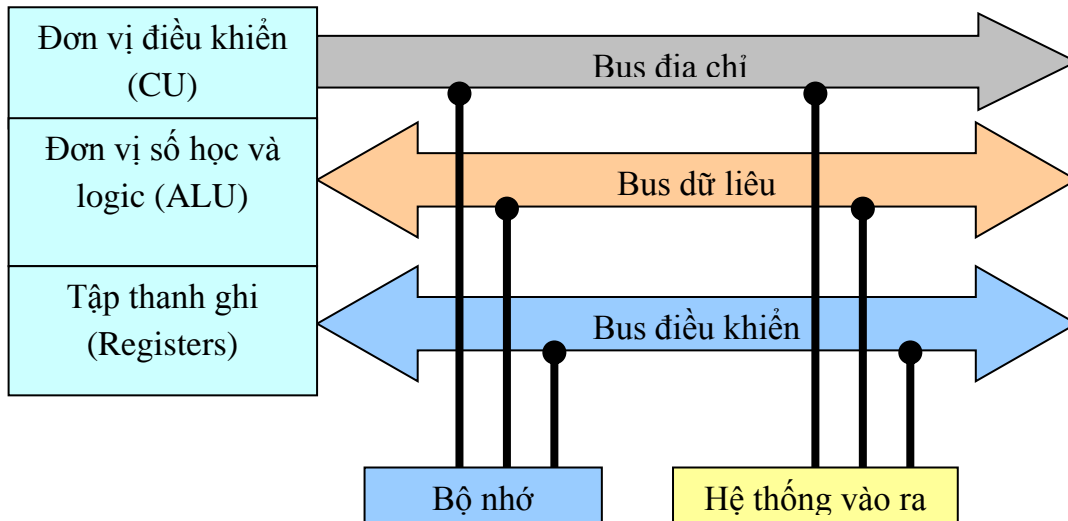 Đơn vị điều khiển
(CU)
Bus địa chỉ
Đơn vị số học và
logic (ALU)
Bus dữ liêu
Tập thanh ghi
(Registers)
Bus điều khiển
Bộ nhớ
Hệ thống vào ra